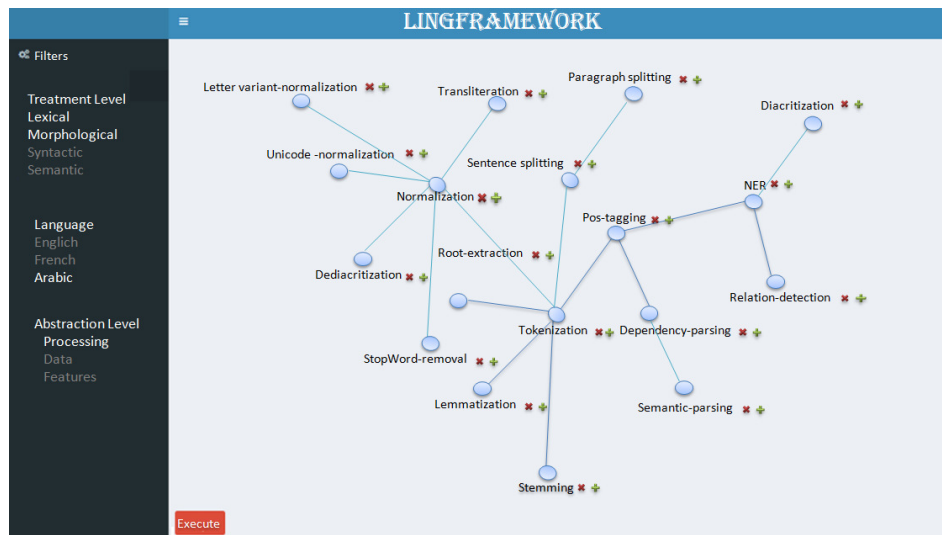 LINGFRAMEWORK
Filters
Treatment Level
Lexical
Morphological
Syntactic
Semantic
Language
Englich
French
Arabic
Abstraction Level
Processing
Data
Features
Letter variant-normalization
Transliteration
Paragraph splitting
Diacritization
Unicode -normalization
Sentence splitting
NER
Normalization
Pos-tagging
Root-extraction
Dediacritization
Relation-detection
Tokenization
Dependency-parsing
StopWord-removal
Lemmatization
Semantic-parsing
Stemming
Execute